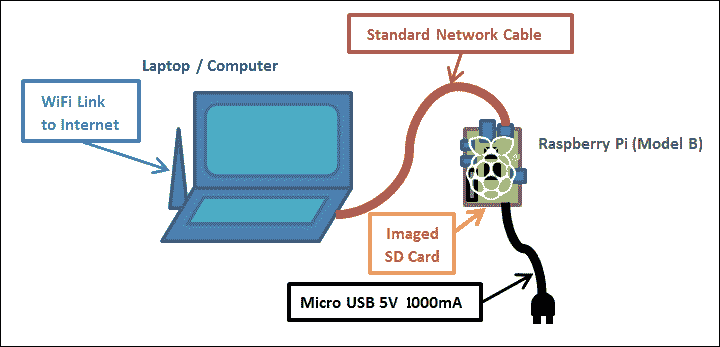 Standard Network Cable
Laptop / Computer
WiFi Link
to Internet
Raspberry Pi (Model B)
Imaged
SD Card
Micro USB 5V 1000mA